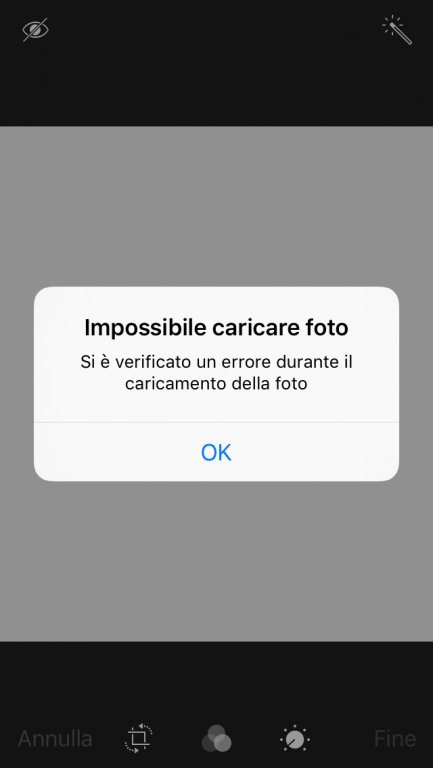 Impossibile caricare foto
Si è verificato un errore durante il
caricamento della foto
OK
Annulla
Fine